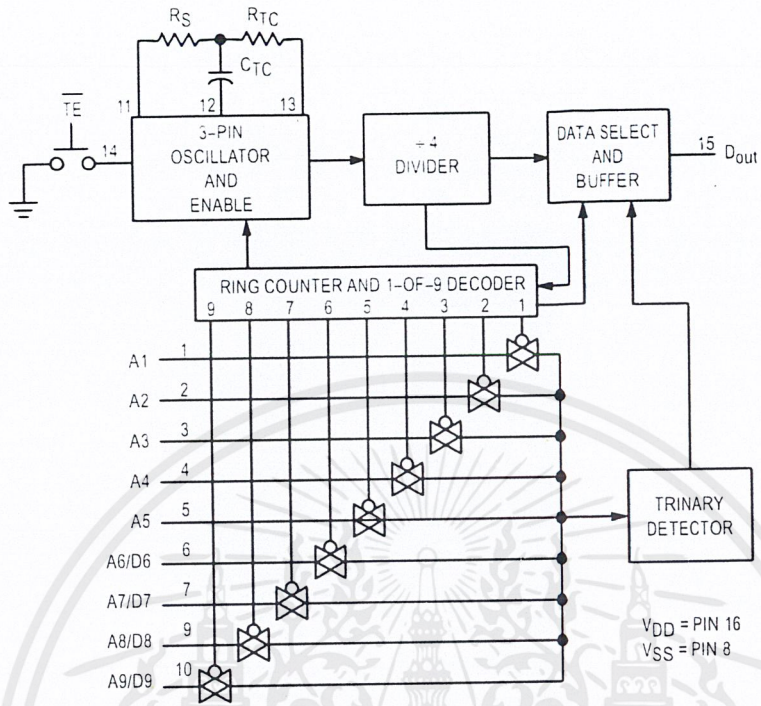 RS RTC
CTC
TE
11 12 13
14
3–PIN
OSCILLATOR
AND
ENABLE
÷4
DIVIDER
DATA SELECT
AND
BUFFER
15 Dout
RING COUNTER AND 1–OF–9 DECODER
9 8 7 6 5 4 3 2 1
A1 1
A2 2
A3 3
A4 4
A5 5
A6/D6 6
A7/D7 7
A8/D8 9
A9/D9 10
TRINARY
DETECTOR
VDD = PIN 16
VSS = PIN 8